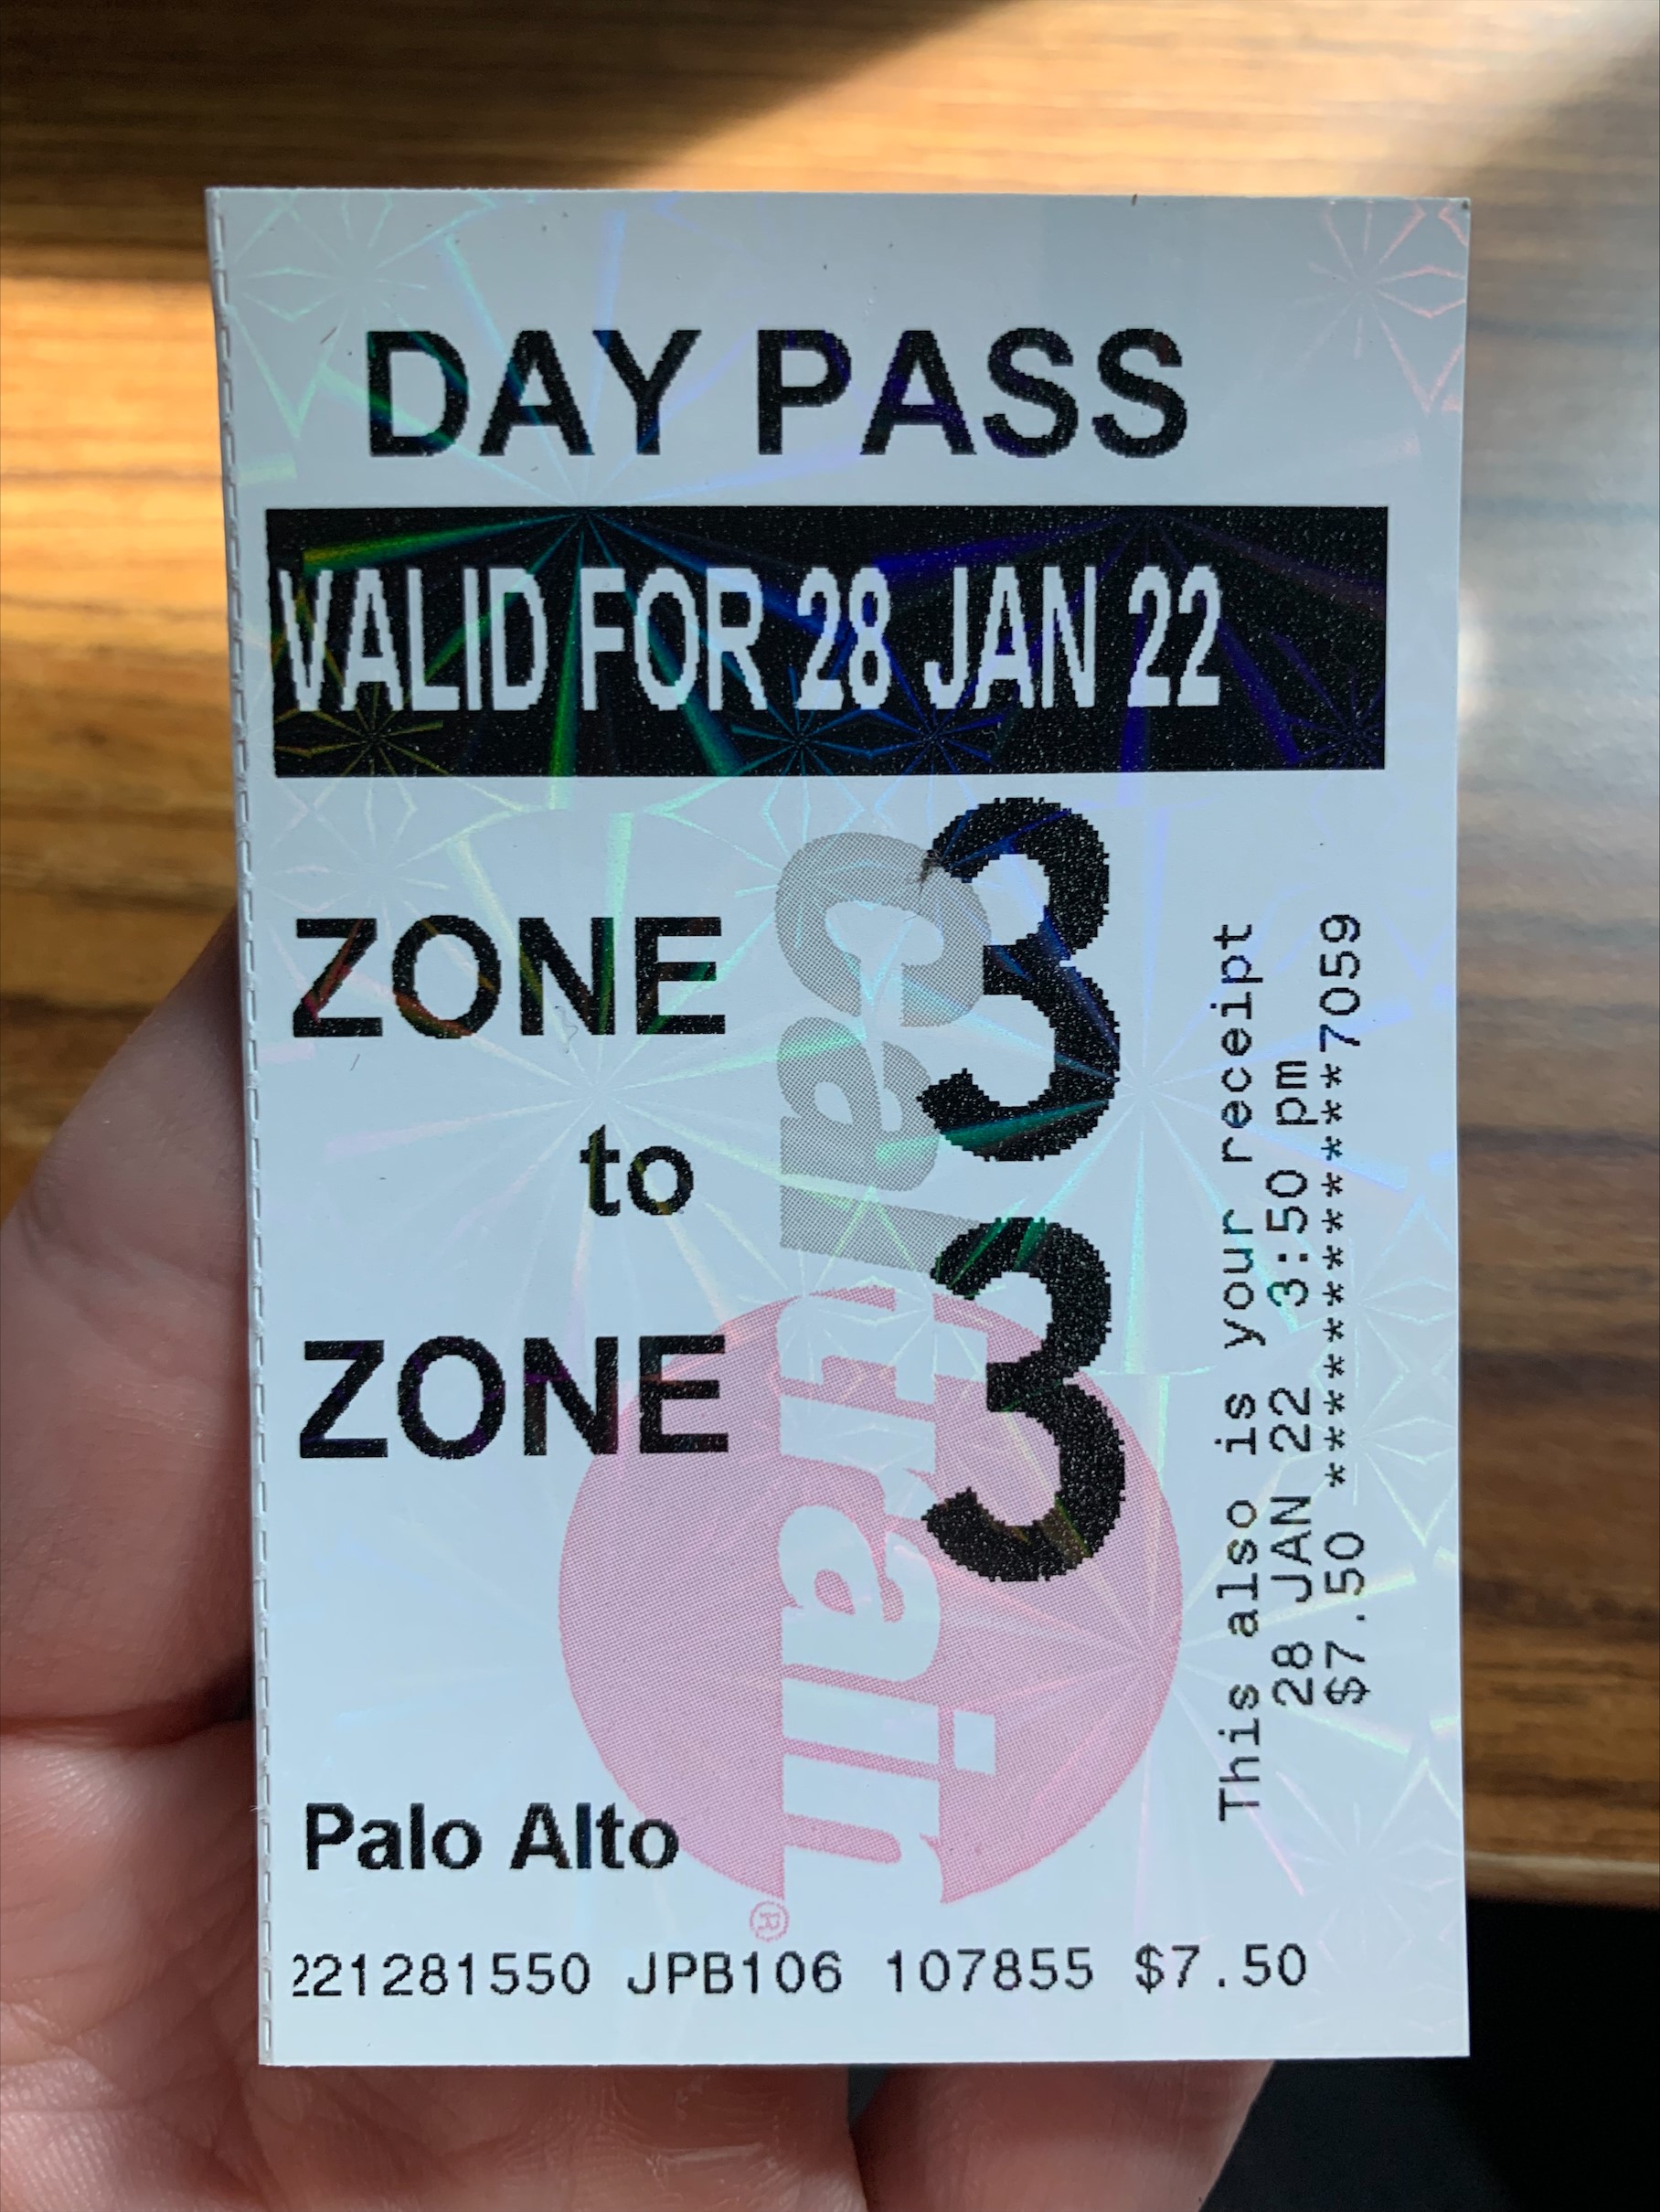 DAY PASS
VALID FOR 28 JAN 22
ZONE 3
to
ZONE 3
Caltrain®
Palo Alto
221281550 JPB106 107855 $7.50
This also is your receipt
28 JAN 22 3:50 pm
$7.50 ************7059